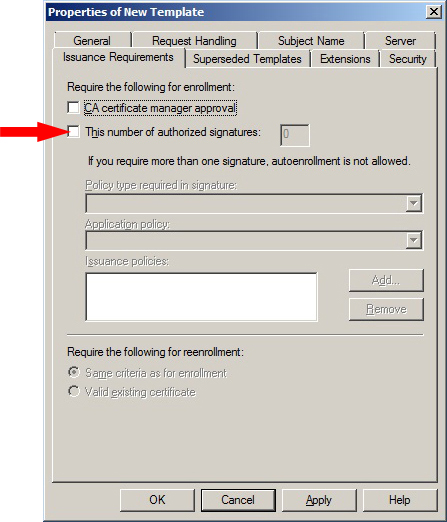 Properties of New Template
General Request Handling Subject Name Server
Issuance Requirements Superseded Templates Extensions Security
Require the following for enrollment:
CA certificate manager approval
This number of authorized signatures: 0
If you require more than one signature, autoenrollment is not allowed.
Policy type required in signature:
Application policy:
Issuance policies:
Add...
Remove
Require the following for reenrollment:
Same criteria as for enrollment
Valid existing certificate
OK Cancel Apply Help